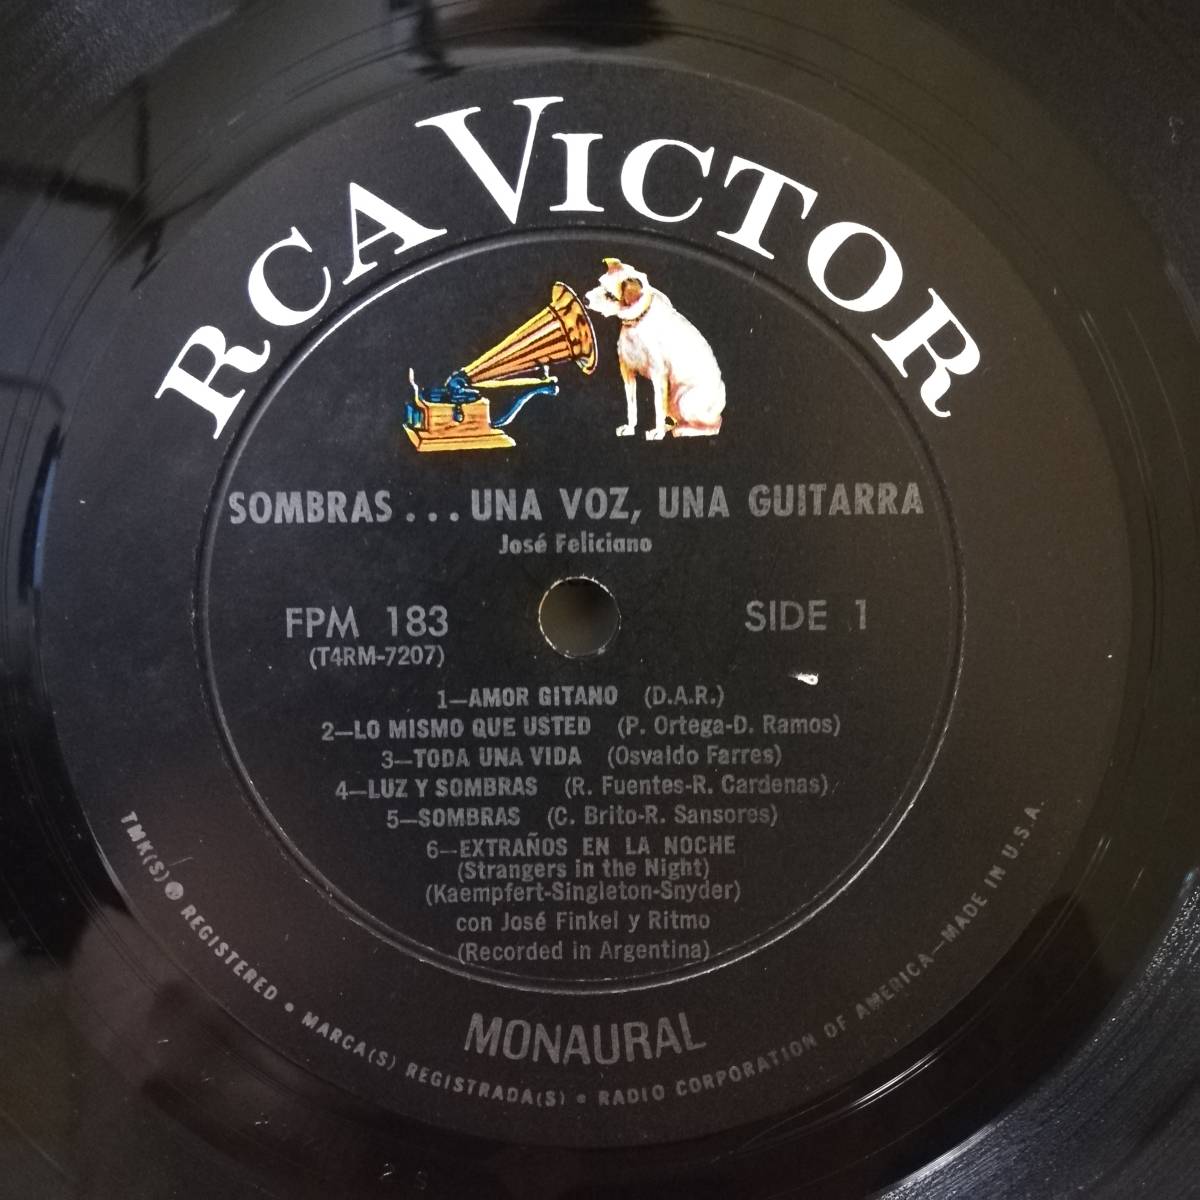 RCA VICTOR
SOMBRAS... UNA VOZ, UNA GUITARRA
José Feliciano
FPM 183
(T4RM-7207)
SIDE 1
1—AMOR GITANO (D.A.R.)
2—LO MISMO QUE USTED (P. Ortega-D. Ramos)
3—TODA UNA VIDA (Osvaldo Farres)
4—LUZ Y SOMBRAS (R. Fuentes-R. Cardenas)
5—SOMBRAS (C. Brito-R. Sansores)
6—EXTRAÑOS EN LA NOCHE
(Strangers in the Night)
(Kaempfert-Singleton-Snyder)
con José Finkel y Ritmo
(Recorded in Argentina)
MONAURAL
TMK(S) ® REGISTERED • MARCA(S) REGISTRADA(S) • RADIO CORPORATION OF AMERICA—MADE IN U.S.A.